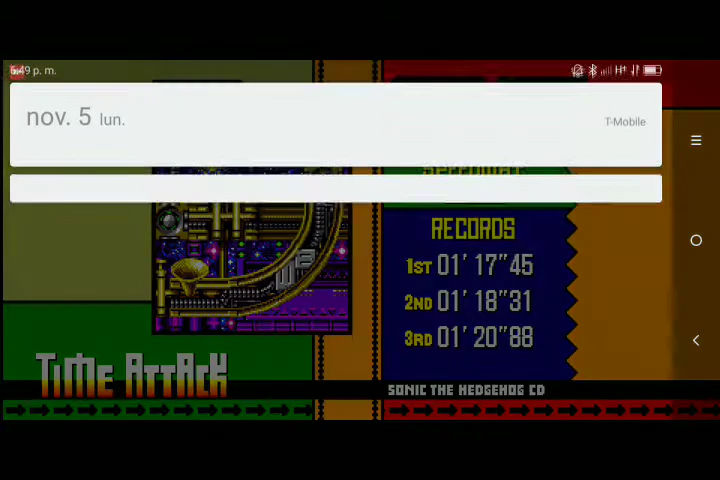 6:49 p. m.
H+
nov. 5 lun.
T-Mobile
SPEEDWAY
RECORDS
1ST 01' 17"45
2ND 01' 18"31
3RD 01' 20"88
TIME ATTACK
SONIC THE HEDGEHOG CD